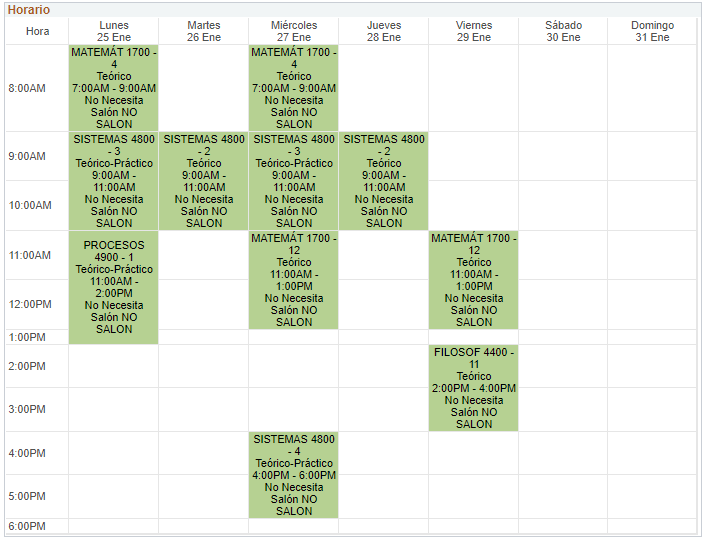 Horario
Hora
Lunes
25 Ene
Martes
26 Ene
Miércoles
27 Ene
Jueves
28 Ene
Viernes
29 Ene
Sábado
30 Ene
Domingo
31 Ene
8:00AM
MATEMÁT 1700 -
4
Teórico
7:00AM - 9:00AM
No Necesita
Salón NO
SALON
MATEMÁT 1700 -
4
Teórico
7:00AM - 9:00AM
No Necesita
Salón NO
SALON
9:00AM
SISTEMAS 4800
- 3
Teórico-Práctico
9:00AM -
11:00AM
No Necesita
Salón NO
SALON
SISTEMAS 4800
- 2
Teórico
9:00AM -
11:00AM
No Necesita
Salón NO
SALON
SISTEMAS 4800
- 3
Teórico-Práctico
9:00AM -
11:00AM
No Necesita
Salón NO
SALON
SISTEMAS 4800
- 2
Teórico
9:00AM -
11:00AM
No Necesita
Salón NO
SALON
10:00AM
11:00AM
PROCESOS
4900 - 1
Teórico-Práctico
11:00AM -
2:00PM
No Necesita
Salón NO
SALON
MATEMÁT 1700 -
12
Teórico
11:00AM -
1:00PM
No Necesita
Salón NO
SALON
MATEMÁT 1700 -
12
Teórico
11:00AM -
1:00PM
No Necesita
Salón NO
SALON
12:00PM
1:00PM
2:00PM
FILOSOF 4400 -
11
Teórico
2:00PM - 4:00PM
No Necesita
Salón NO
SALON
3:00PM
4:00PM
SISTEMAS 4800
- 4
Teórico-Práctico
4:00PM - 6:00PM
No Necesita
Salón NO
SALON
5:00PM
6:00PM